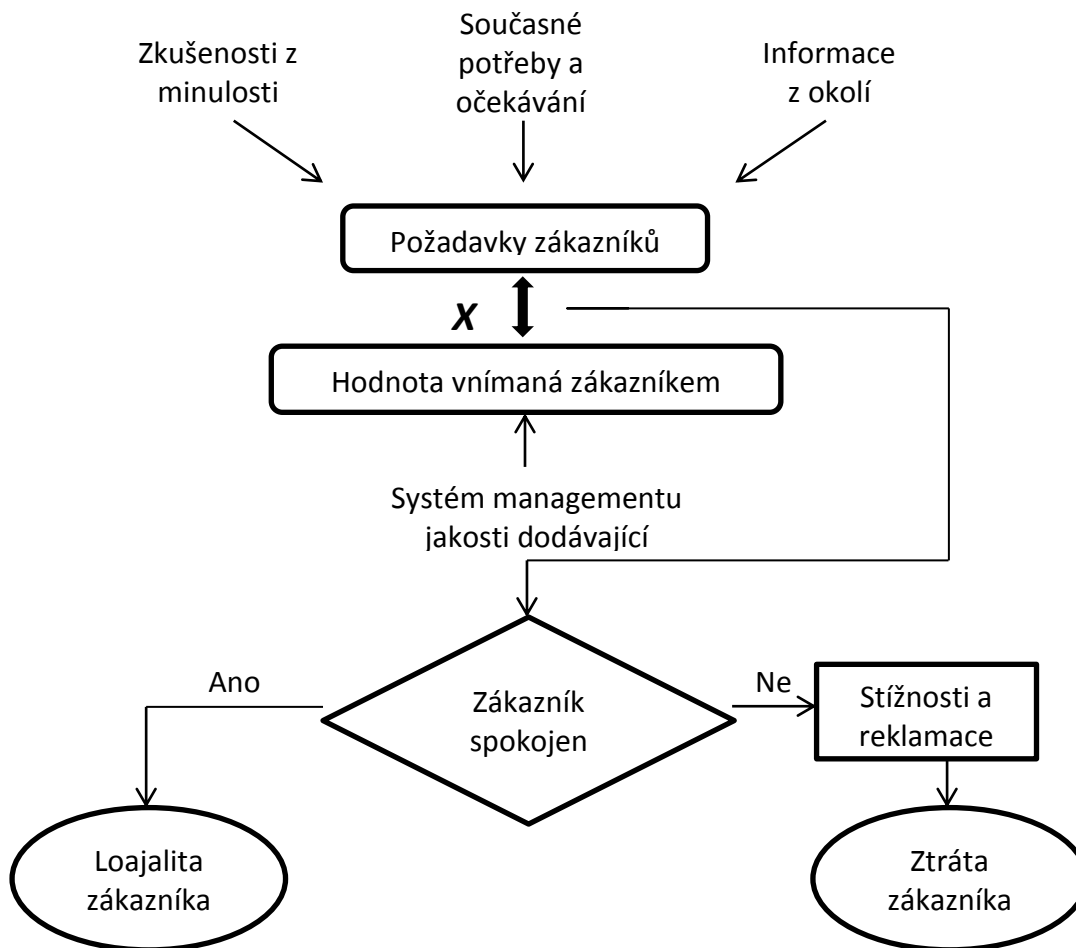 Zkušenosti z
minulosti
Současné
potřeby a
očekávání
Informace
z okolí
Požadavky zákazníků
X
Hodnota vnímaná zákazníkem
Systém managementu
jakosti dodávající
Ano
Zákazník
spokojen
Ne
Stížnosti a
reklamace
Loajalita
zákazníka
Ztráta
zákazníka